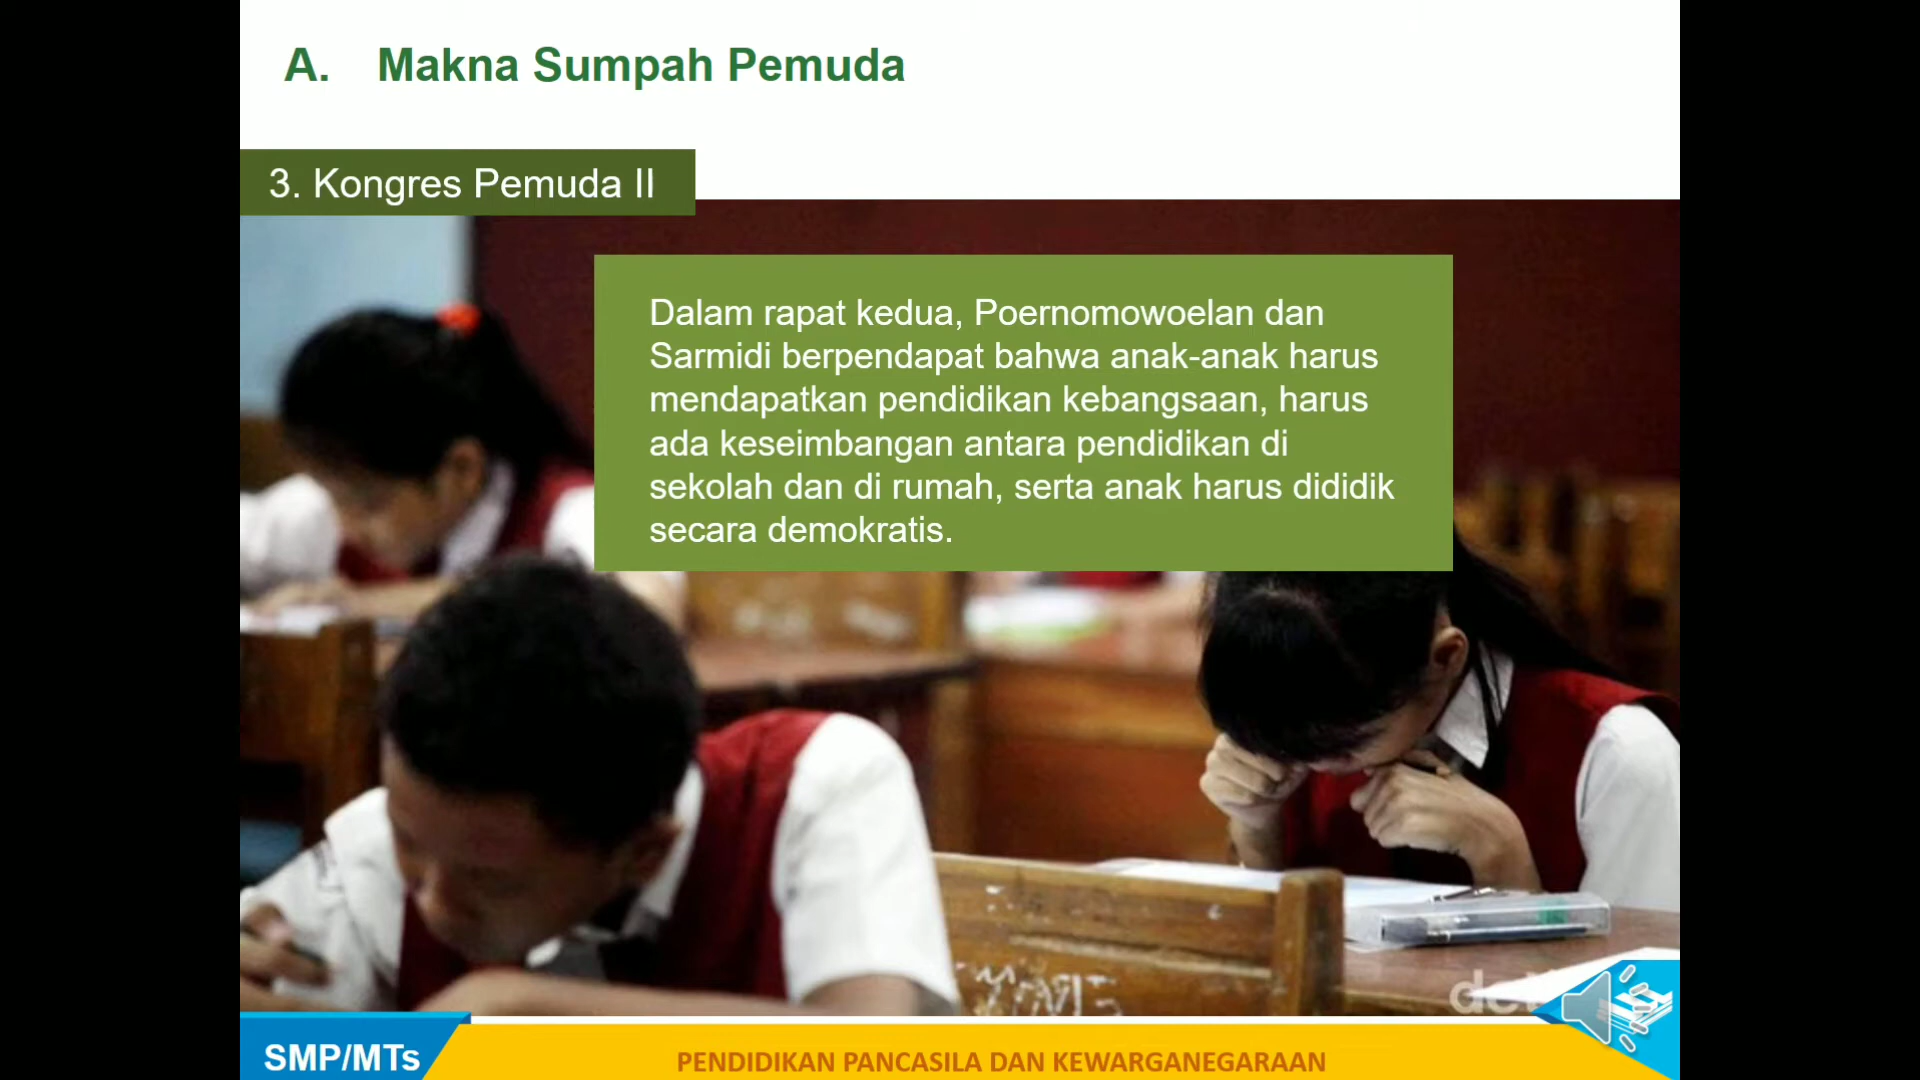 A. Makna Sumpah Pemuda
3. Kongres Pemuda II
Dalam rapat kedua, Poernomowoelan dan
Sarmidi berpendapat bahwa anak-anak harus
mendapatkan pendidikan kebangsaan, harus
ada keseimbangan antara pendidikan di
sekolah dan di rumah, serta anak harus dididik
secara demokratis.
SMP/MTs
PENDIDIKAN PANCASILA DAN KEWARGANEGARAAN